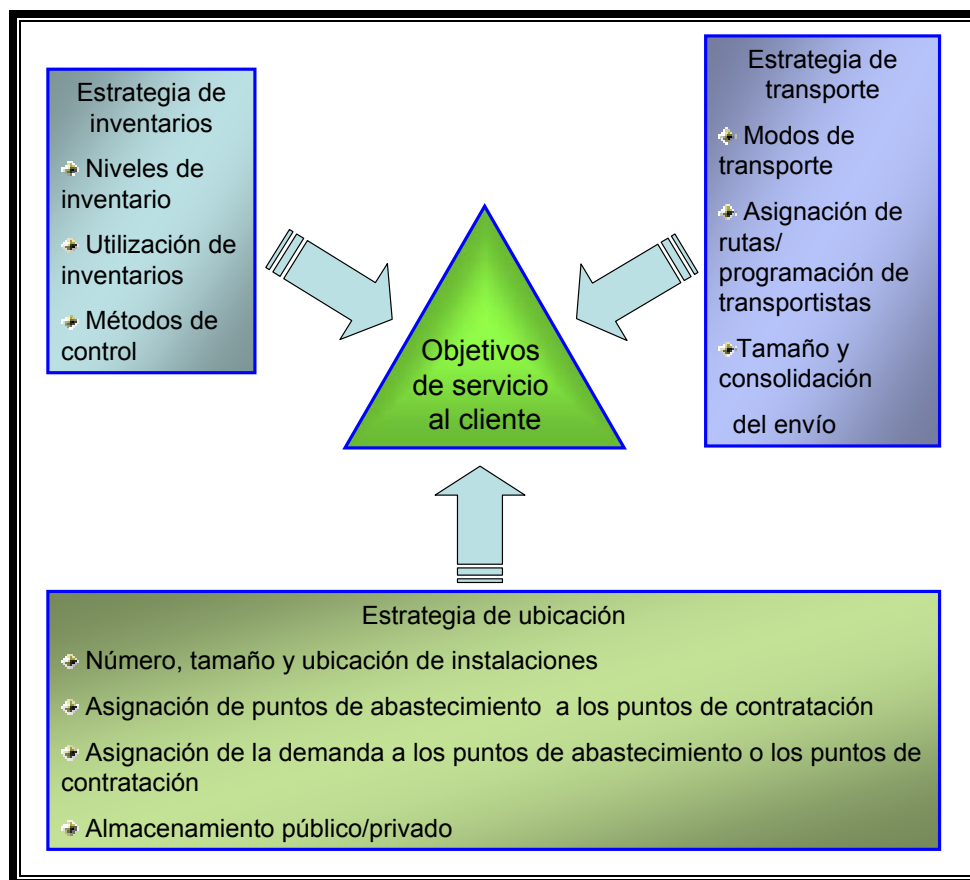 Estrategia de
inventarios
Niveles de
inventario
Utilización de
inventarios
Métodos de
control
Estrategia de
transporte
Modos de
transporte
Asignación de
rutas/
programación de
transportistas
Tamaño y
consolidación
del envío
Objetivos
de servicio
al cliente
Estrategia de ubicación
Número, tamaño y ubicación de instalaciones
Asignación de puntos de abastecimiento a los puntos de contratación
Asignación de la demanda a los puntos de abastecimiento o los puntos de
contratación
Almacenamiento público/privado